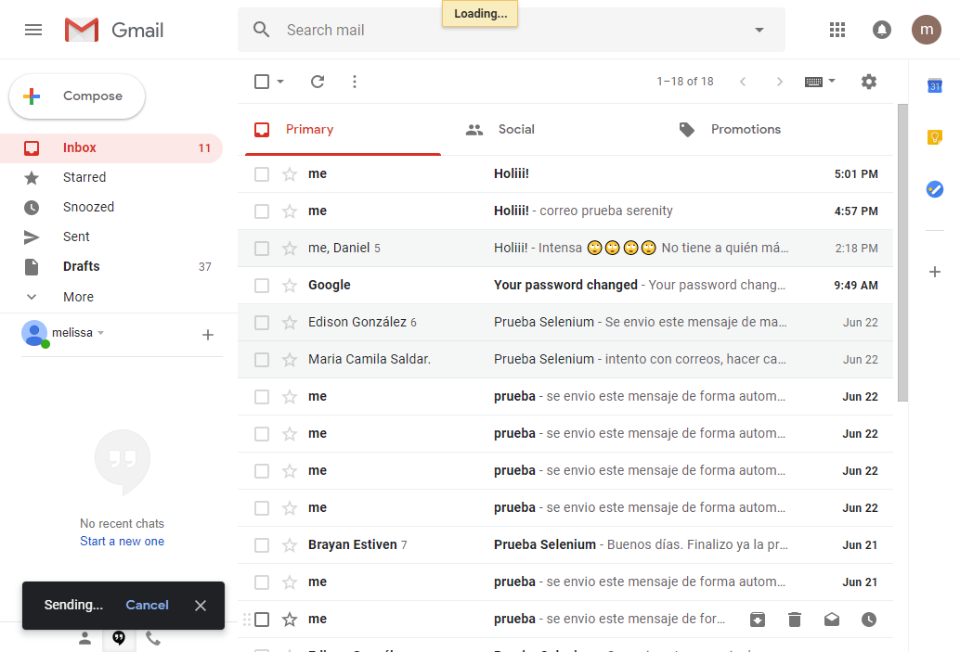 Loading...
Gmail
Search mail
m
Compose
1–18 of 18
31
Inbox 11
Starred
Snoozed
Sent
Drafts 37
More
melissa
No recent chats
Start a new one
Sending... Cancel
Primary Social Promotions
me Holiii! 5:01 PM
me Holiii! - correo prueba serenity 4:57 PM
me, Daniel 5 Holiii! - Intensa 🙄🙄🙄🙄 No tiene a quién má… 2:18 PM
Google Your password changed - Your password chang… 9:49 AM
Edison González 6 Prueba Selenium - Se envio este mensaje de ma… Jun 22
Maria Camila Saldar. Prueba Selenium - intento con correos, hacer ca… Jun 22
me prueba - se envio este mensaje de forma autom… Jun 22
me prueba - se envio este mensaje de forma autom… Jun 22
me prueba - se envio este mensaje de forma autom… Jun 22
me prueba - se envio este mensaje de forma autom… Jun 22
Brayan Estiven 7 Prueba Selenium - Buenos días. Finalizo ya la pr… Jun 21
me prueba - se envio este mensaje de forma autom… Jun 21
me prueba - se envio este mensaje de for…